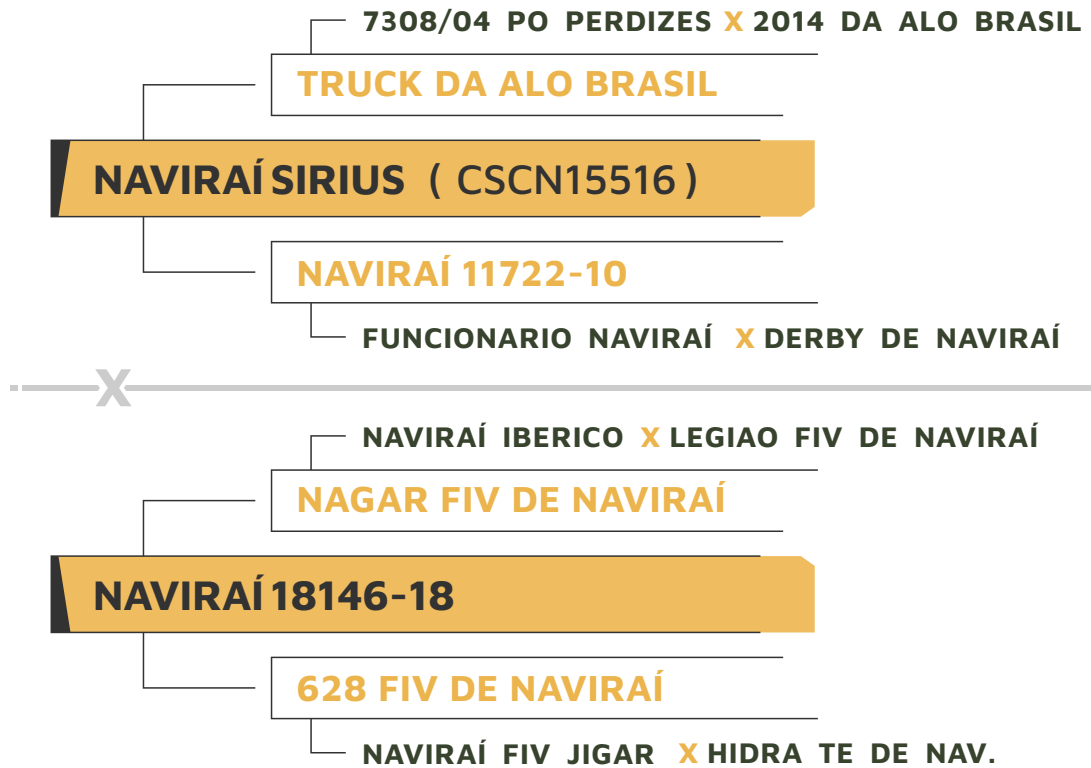 7308/04 PO PERDIZES X 2014 DA ALO BRASIL
TRUCK DA ALO BRASIL
NAVIRAÍ SIRIUS ( CSCN15516 )
NAVIRAÍ 11722-10
FUNCIONARIO NAVIRAÍ X DERBY DE NAVIRAÍ
X
NAVIRAÍ IBERICO X LEGIAO FIV DE NAVIRAÍ
NAGAR FIV DE NAVIRAÍ
NAVIRAÍ 18146-18
628 FIV DE NAVIRAÍ
NAVIRAÍ FIV JIGAR X HIDRA TE DE NAV.